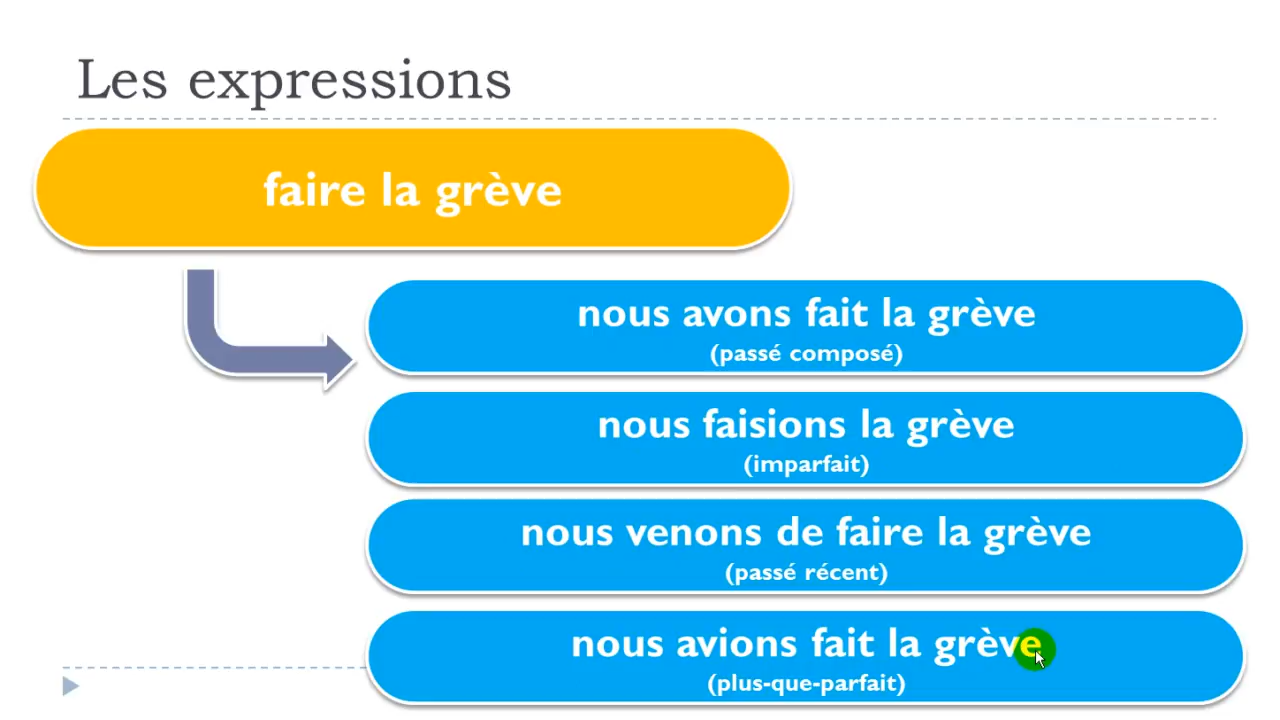 Les expressions
faire la grève
nous avons fait la grève
(passé composé)
nous faisions la grève
(imparfait)
nous venons de faire la grève
(passé récent)
nous avions fait la grève
(plus-que-parfait)